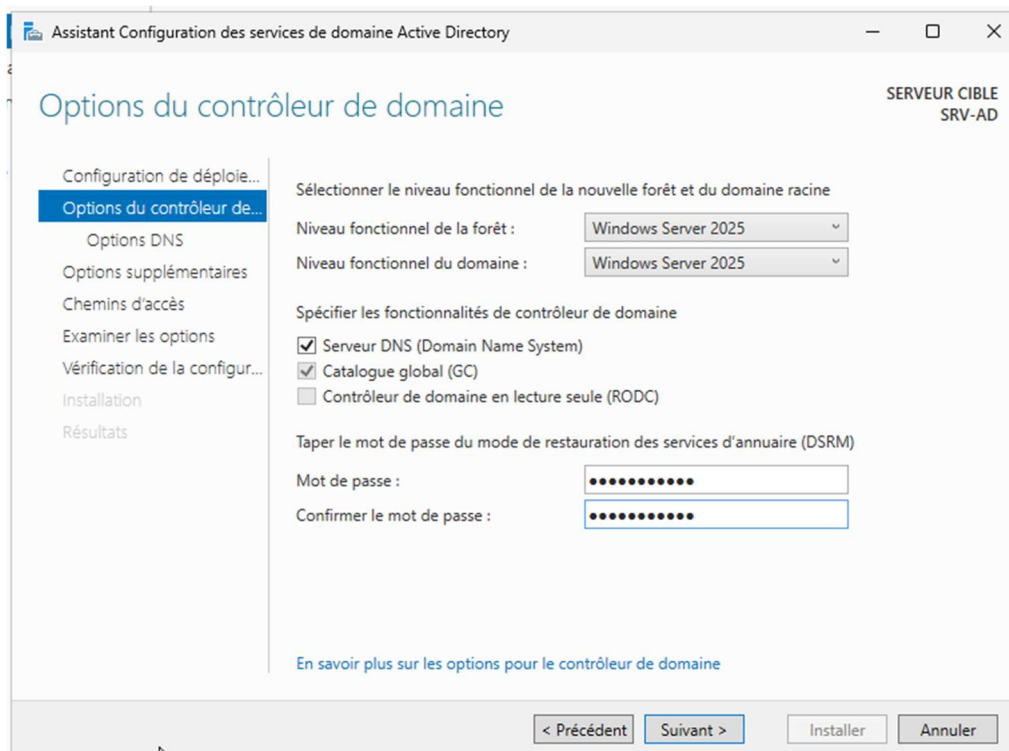 Assistant Configuration des services de domaine Active Directory
Options du contrôleur de domaine
SERVEUR CIBLE
SRV-AD
Configuration de déploie...
Options du contrôleur de...
Options DNS
Options supplémentaires
Chemins d'accès
Examiner les options
Vérification de la configur...
Installation
Résultats
Sélectionner le niveau fonctionnel de la nouvelle forêt et du domaine racine
Niveau fonctionnel de la forêt : Windows Server 2025
Niveau fonctionnel du domaine : Windows Server 2025
Spécifier les fonctionnalités de contrôleur de domaine
Serveur DNS (Domain Name System)
Catalogue global (GC)
Contrôleur de domaine en lecture seule (RODC)
Taper le mot de passe du mode de restauration des services d'annuaire (DSRM)
Mot de passe : ●●●●●●●●●●●
Confirmer le mot de passe : ●●●●●●●●●●●
En savoir plus sur les options pour le contrôleur de domaine
< Précédent Suivant > Installer Annuler